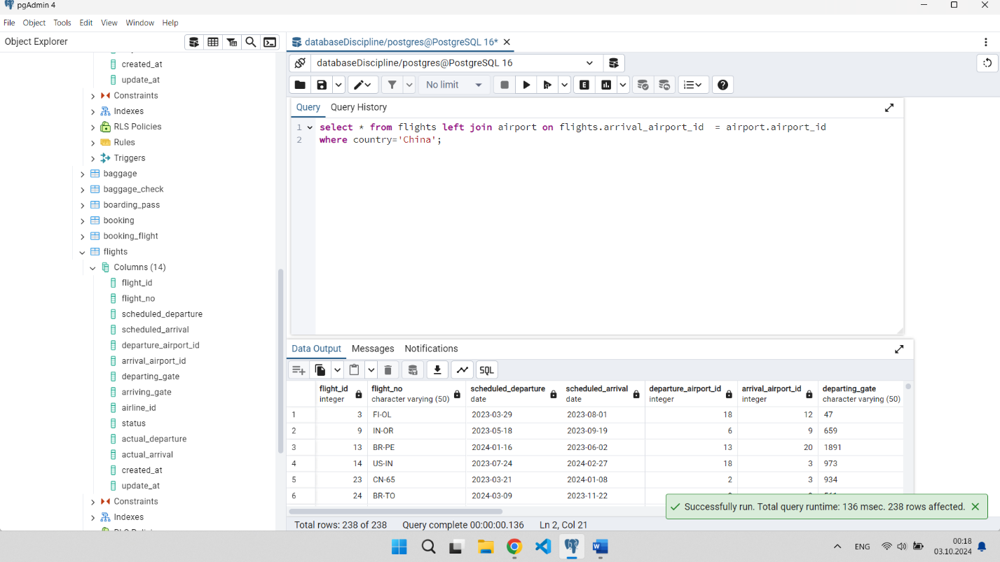 pgAdmin 4
File Object Tools Edit View Window Help
Object Explorer
created_at
update_at
Constraints
Indexes
RLS Policies
Rules
Triggers
baggage
baggage_check
boarding_pass
booking
booking_flight
flights
Columns (14)
flight_id
flight_no
scheduled_departure
scheduled_arrival
departure_airport_id
arrival_airport_id
departing_gate
arriving_gate
airline_id
status
actual_departure
actual_arrival
created_at
update_at
Constraints
Indexes
databaseDiscipline/postgres@PostgreSQL 16*
databaseDiscipline/postgres@PostgreSQL 16
No limit
E
Query Query History
1 select * from flights left join airport on flights.arrival_airport_id  = airport.airport_id
2 where country='China';
Data Output Messages Notifications
SQL
flight_id flight_no scheduled_departure scheduled_arrival departure_airport_id arrival_airport_id departing_gate
integer character varying (50) date date integer integer character varying (50)
1 3 FI-OL 2023-03-29 2023-08-01 18 12 47
2 9 IN-OR 2023-05-18 2023-09-19 6 9 659
3 13 BR-PE 2024-01-16 2023-06-02 13 20 1891
4 14 US-IN 2023-07-24 2024-02-27 18 3 973
5 23 CN-65 2023-03-21 2024-01-08 2 3 934
6 24 BR-TO 2024-03-09 2023-11-22
Successfully run. Total query runtime: 136 msec. 238 rows affected.
Total rows: 238 of 238 Query complete 00:00:00.136 Ln 2, Col 21
ENG
00:18
03.10.2024